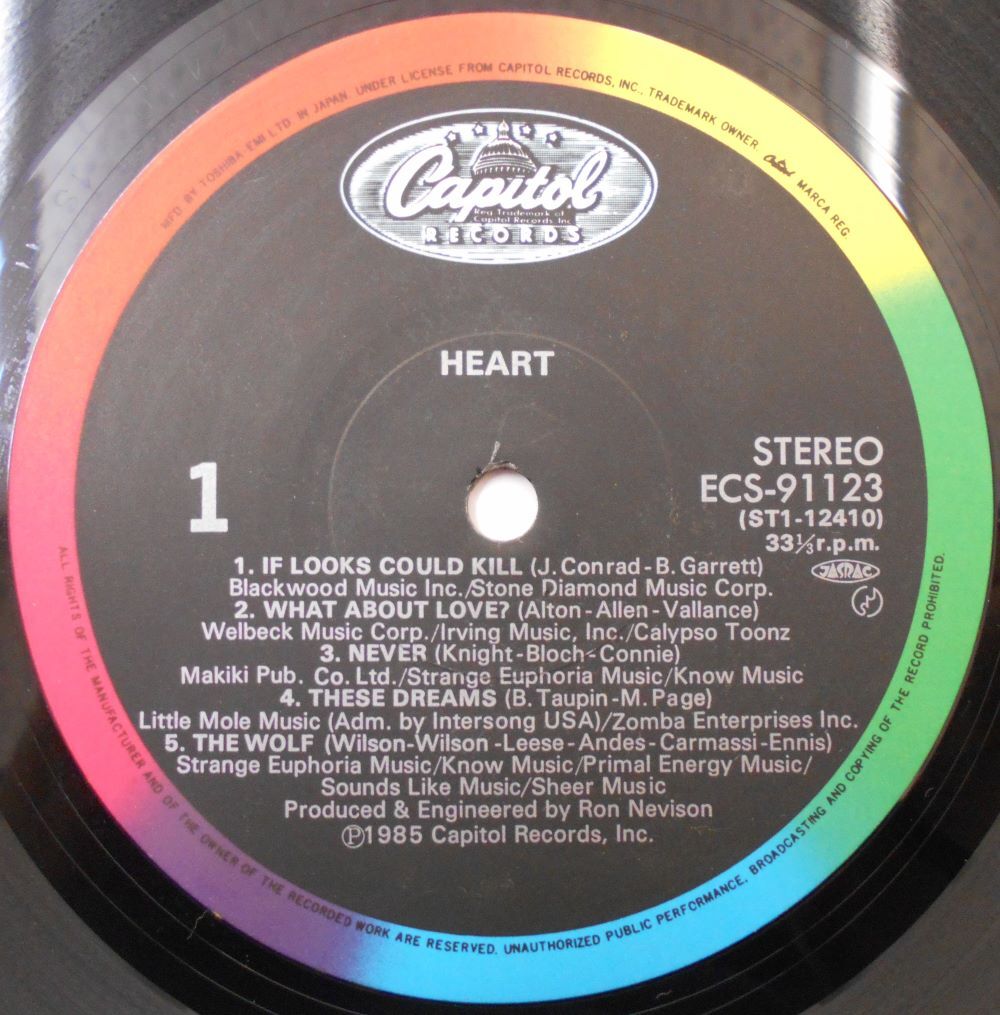 MFD BY TOSHIBA-EMI LTD. IN JAPAN. UNDER LICENSE FROM CAPITOL RECORDS, INC., TRADEMARK OWNER. Capitol MARCA REG.
Capitol
Reg. Trademark of
Capitol Records, Inc.
RECORDS
HEART
1
STEREO
ECS-91123
(ST1-12410)
33⅓r.p.m.
JASRAC
1. IF LOOKS COULD KILL (J. Conrad-B. Garrett)
Blackwood Music Inc./Stone Diamond Music Corp.
2. WHAT ABOUT LOVE? (Alton-Allen-Vallance)
Welbeck Music Corp./Irving Music, Inc./Calypso Toonz
3. NEVER (Knight-Bloch-Connie)
Makiki Pub. Co. Ltd./Strange Euphoria Music/Know Music
4. THESE DREAMS (B. Taupin-M. Page)
Little Mole Music (Adm. by Intersong USA)/Zomba Enterprises Inc.
5. THE WOLF (Wilson-Wilson-Leese-Andes-Carmassi-Ennis)
Strange Euphoria Music/Know Music/Primal Energy Music/
Sounds Like Music/Sheer Music
Produced & Engineered by Ron Nevison
Ⓟ1985 Capitol Records, Inc.
ALL RIGHTS OF THE MANUFACTURER AND OF THE OWNER OF THE RECORDED WORK ARE RESERVED. UNAUTHORIZED PUBLIC PERFORMANCE, BROADCASTING AND COPYING OF THE RECORD PROHIBITED.